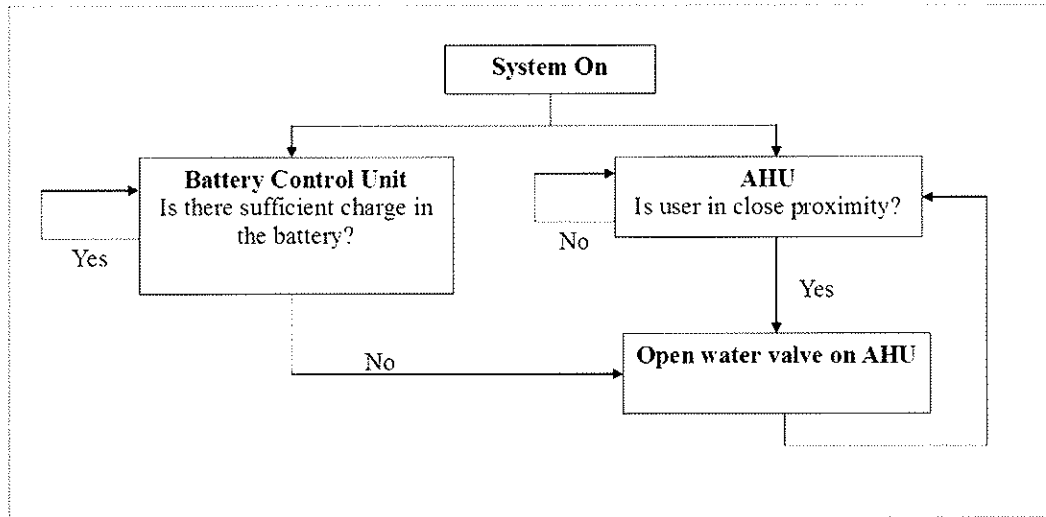 System On
Battery Control Unit
Is there sufficient charge in
the battery?
Yes
AHU
Is user in close proximity?
No
Yes
Open water valve on AHU
No